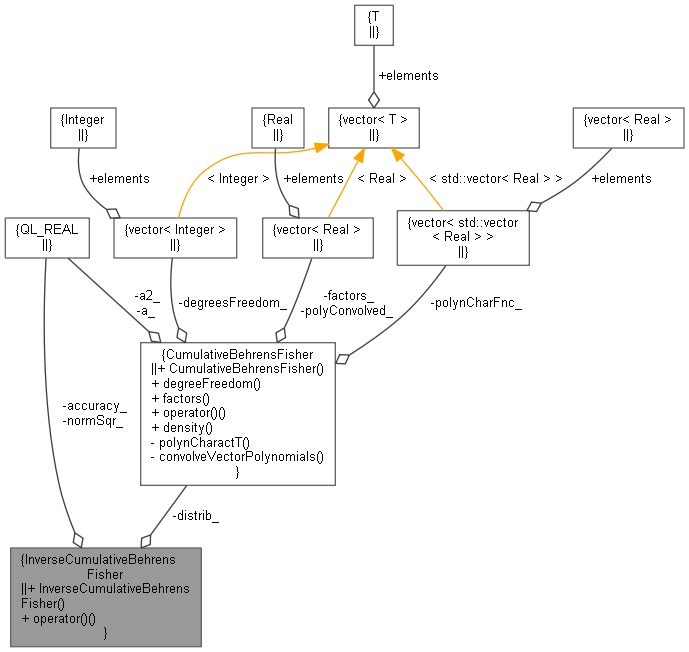 {T
||}
+elements
{Integer
||}
{Real
||}
{vector< T >
||}
{vector< Real >
||}
+elements
< Integer >
+elements
< Real >
< std::vector< Real > >
+elements
{QL_REAL
||}
{vector< Integer >
||}
{vector< Real >
||}
{vector< std::vector
< Real > >
||}
-a2_
-a_
-degreesFreedom_
-factors_
-polyConvolved_
-polynCharFnc_
{CumulativeBehrensFisher
||+ CumulativeBehrensFisher()
+ degreeFreedom()
+ factors()
+ operator()()
+ density()
- polynCharactT()
- convolveVectorPolynomials()
}
-accuracy_
-normSqr_
-distrib_
{InverseCumulativeBehrens
Fisher
||+ InverseCumulativeBehrens
Fisher()
+ operator()()
}